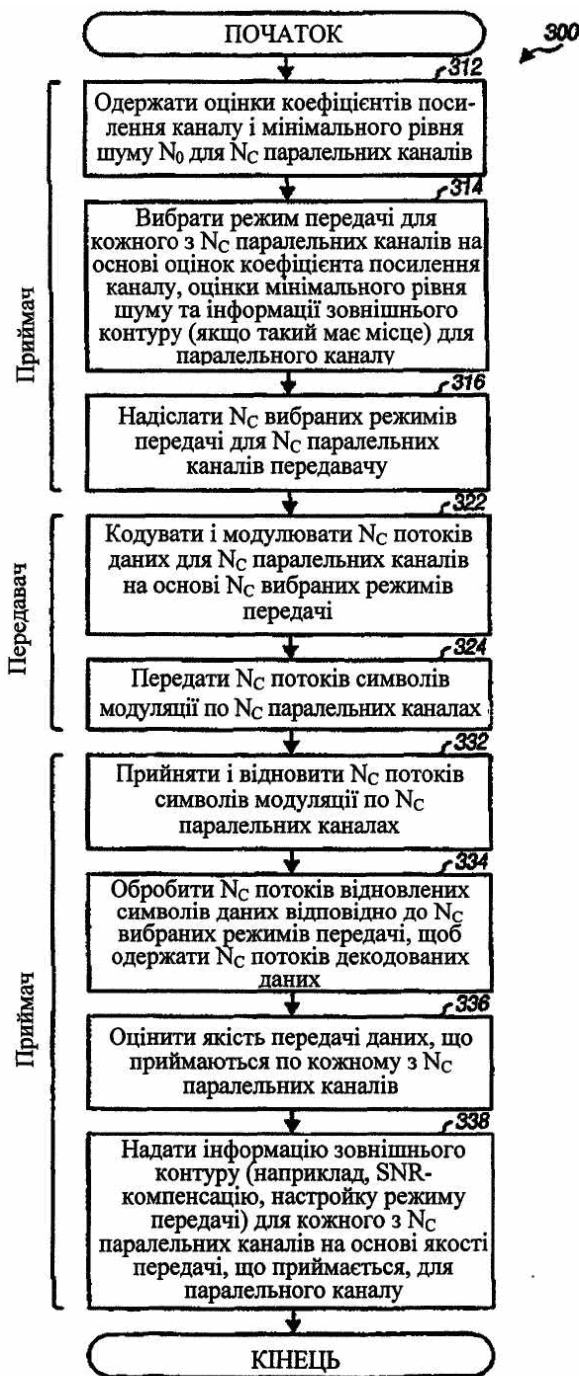 ПОЧАТОК
300
312
Одержати оцінки коефіцієнтів поси-
лення каналу і мінімального рівня
шуму N0 для NC паралельних каналів
314
Вибрати режим передачі для
кожного з NC паралельних каналів на
основі оцінок коефіцієнта посилення
каналу, оцінки мінімального рівня
шуму та інформації зовнішнього
контуру (якщо такий має місце) для
паралельного каналу
316
Надіслати NC вибраних режимів
передачі для NC паралельних
каналів передавачу
Приймач
322
Кодувати і модулювати NC потоків
даних для NC паралельних каналів
на основі NC вибраних режимів
передачі
324
Передати NC потоків символів
модуляції по NC паралельних каналах
Передавач
332
Прийняти і відновити NC потоків
символів модуляції по NC
паралельних каналах
334
Обробити NC потоків відновлених
символів даних відповідно до NC
вибраних режимів передачі, щоб
одержати NC потоків декодованих
даних
336
Оцінити якість передачі даних, що
приймаються по кожному з NC
паралельних каналів
338
Надати інформацію зовнішнього
контуру (наприклад, SNR-
компенсацію, настройку режиму
передачі) для кожного з NC
паралельних каналів на основі якості
передачі, що приймається, для
паралельного каналу
Приймач
КІНЕЦЬ